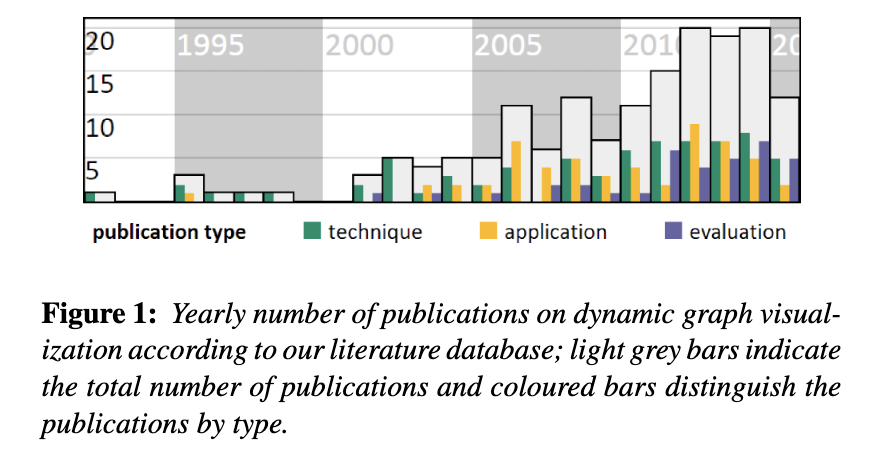 20 1995 2000 2005 2010 20
15
10
5
publication type technique application evaluation
Figure 1: Yearly number of publications on dynamic graph visual-
ization according to our literature database; light grey bars indicate
the total number of publications and coloured bars distinguish the
publications by type.